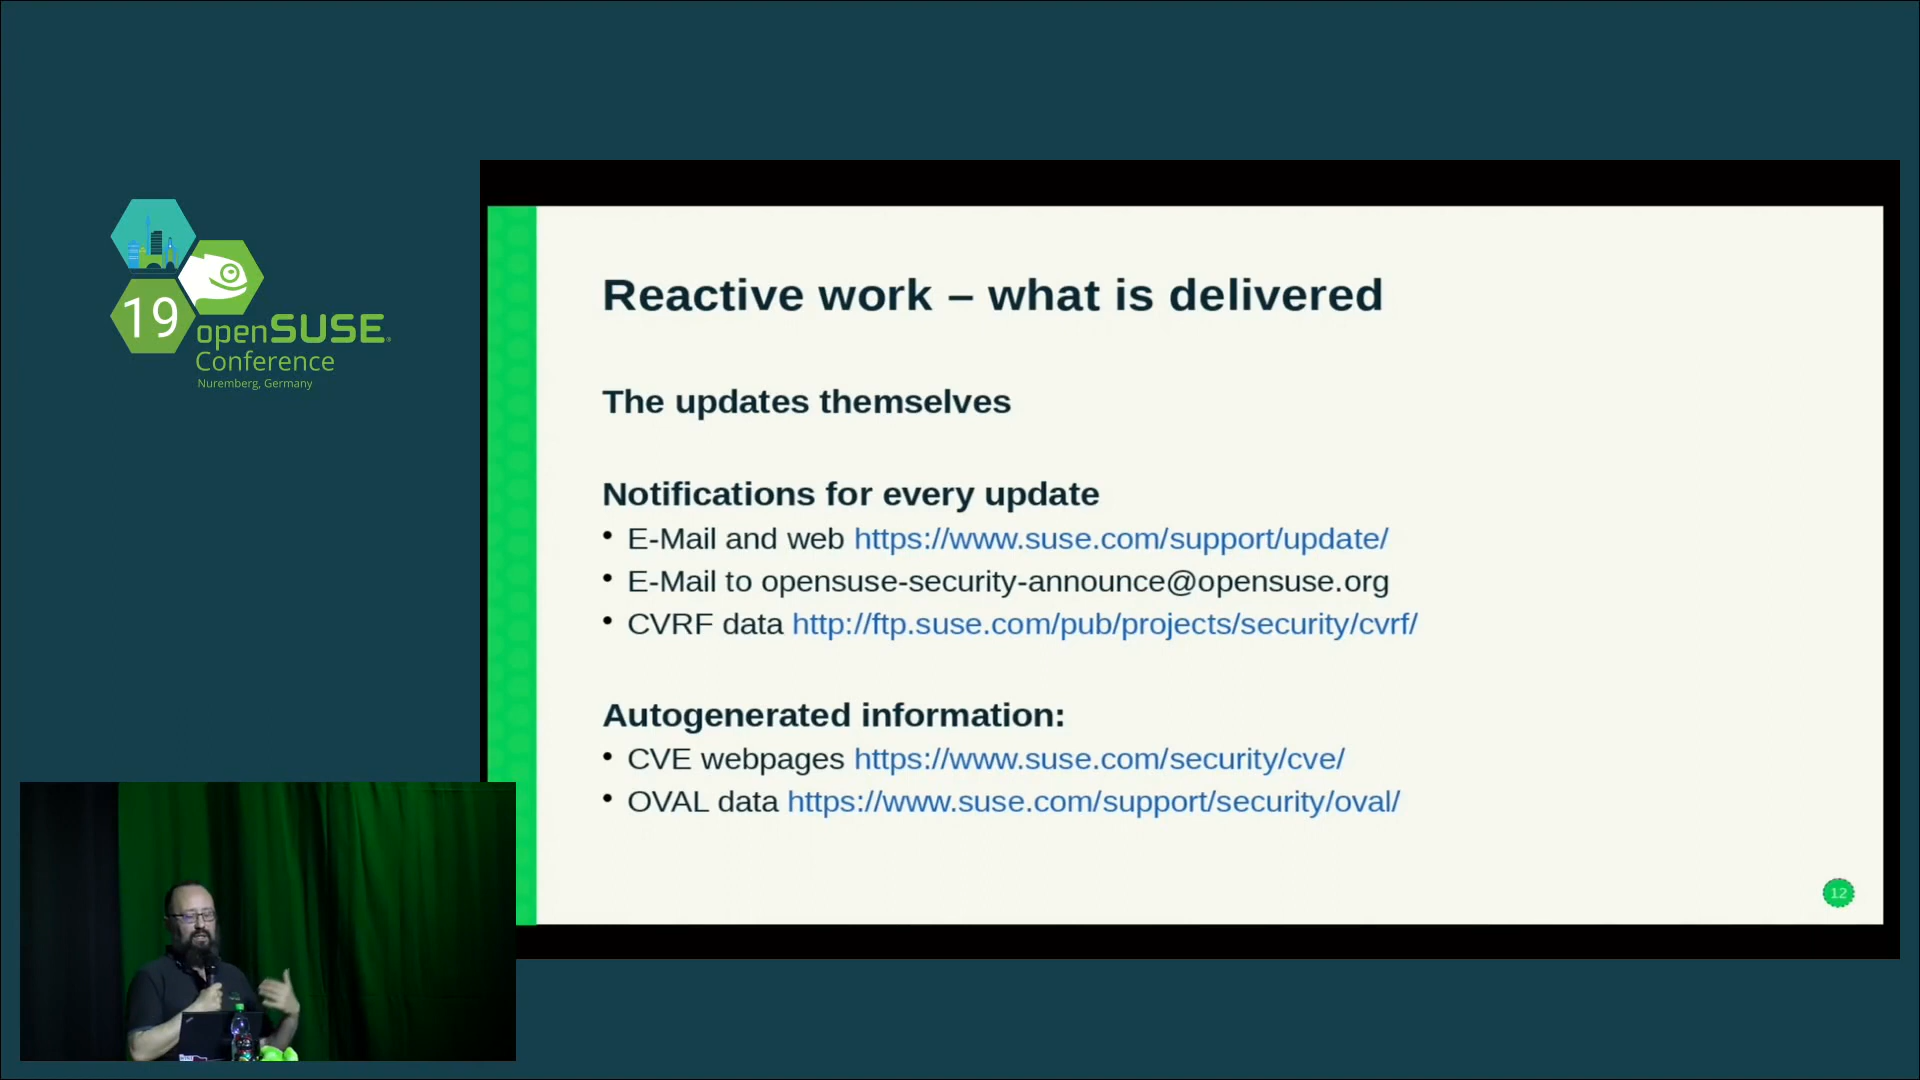 19
openSUSE
Conference
Nuremberg, Germany
Reactive work – what is delivered
The updates themselves
Notifications for every update
• E-Mail and web https://www.suse.com/support/update/
• E-Mail to opensuse-security-announce@opensuse.org
• CVRF data http://ftp.suse.com/pub/projects/security/cvrf/
Autogenerated information:
• CVE webpages https://www.suse.com/security/cve/
• OVAL data https://www.suse.com/support/security/oval/
12